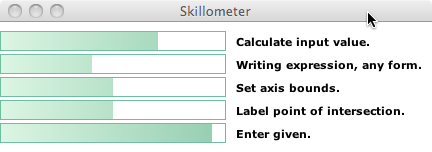 Skillometer
Calculate input value.
Writing expression, any form.
Set axis bounds.
Label point of intersection.
Enter given.